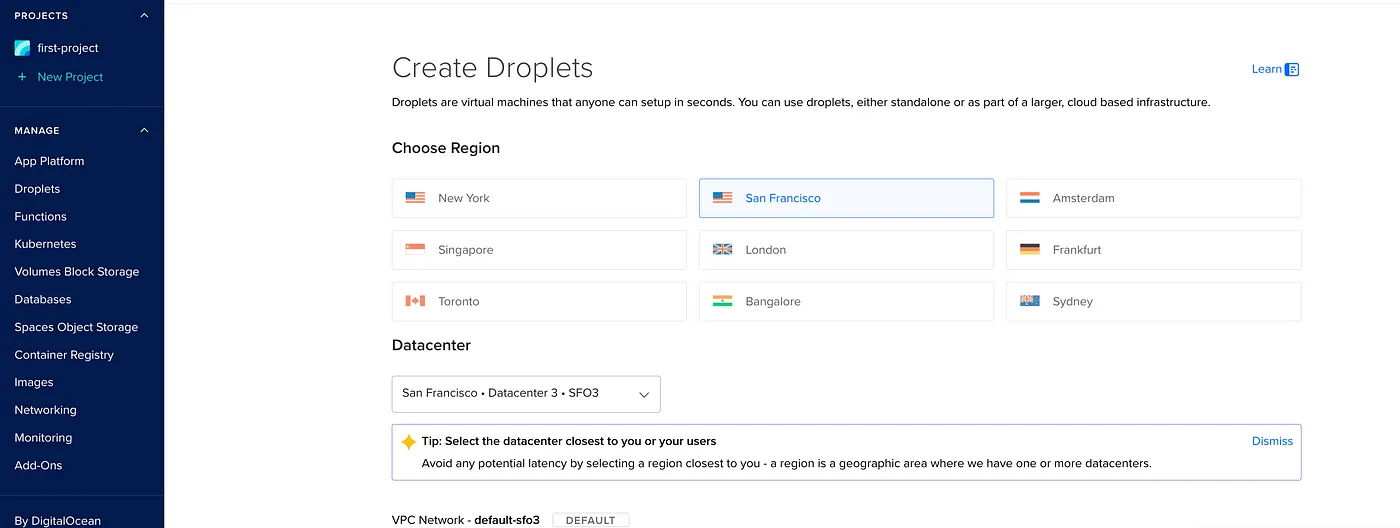 PROJECTS
first-project
+ New Project
MANAGE
App Platform
Droplets
Functions
Kubernetes
Volumes Block Storage
Databases
Spaces Object Storage
Container Registry
Images
Networking
Monitoring
Add-Ons
By DigitalOcean
Create Droplets
Learn
Droplets are virtual machines that anyone can setup in seconds. You can use droplets, either standalone or as part of a larger, cloud based infrastructure.
Choose Region
New York
San Francisco
Amsterdam
Singapore
London
Frankfurt
Toronto
Bangalore
Sydney
Datacenter
San Francisco • Datacenter 3 • SFO3
Tip: Select the datacenter closest to you or your users
Dismiss
Avoid any potential latency by selecting a region closest to you - a region is a geographic area where we have one or more datacenters.
VPC Network - default-sfo3 DEFAULT